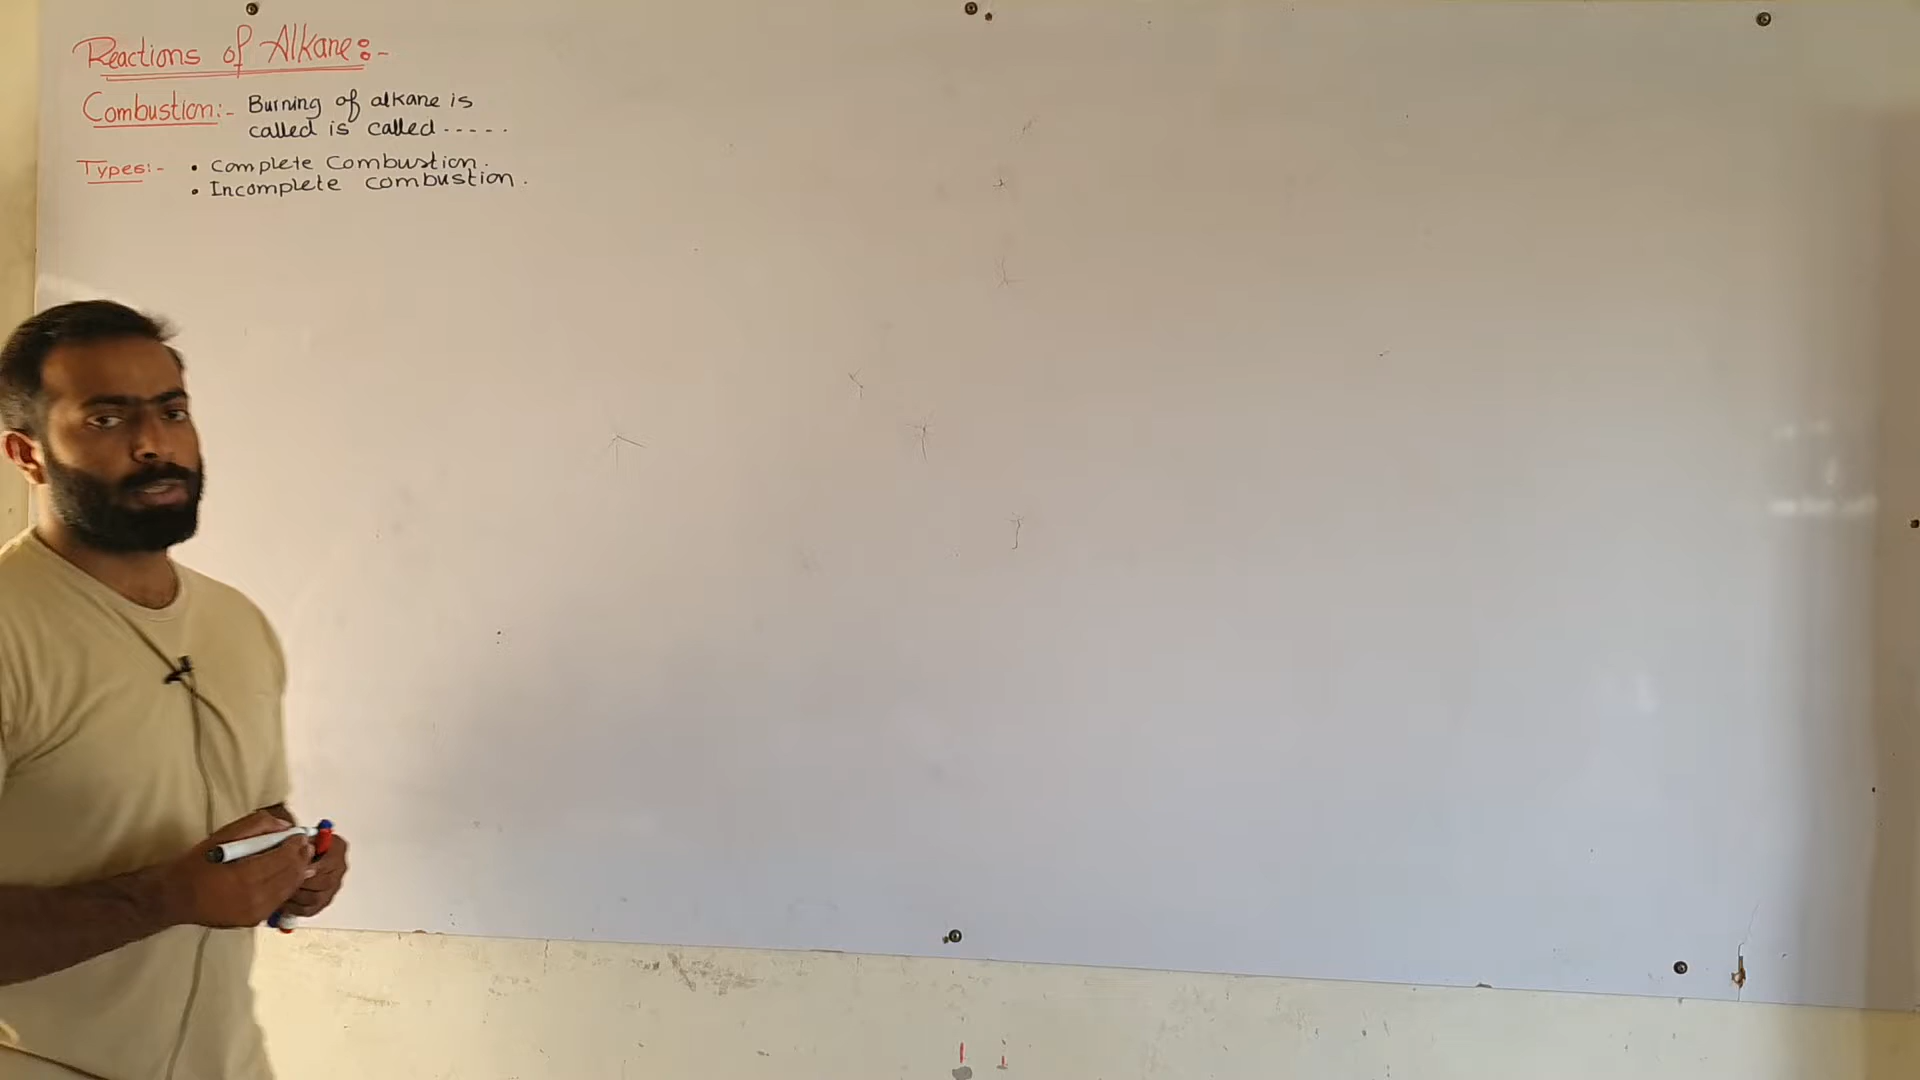 Reactions of Alkane:-
Combustion:- Burning of alkane is
called is called -----
Types:- • Complete Combustion.
• Incomplete combustion.